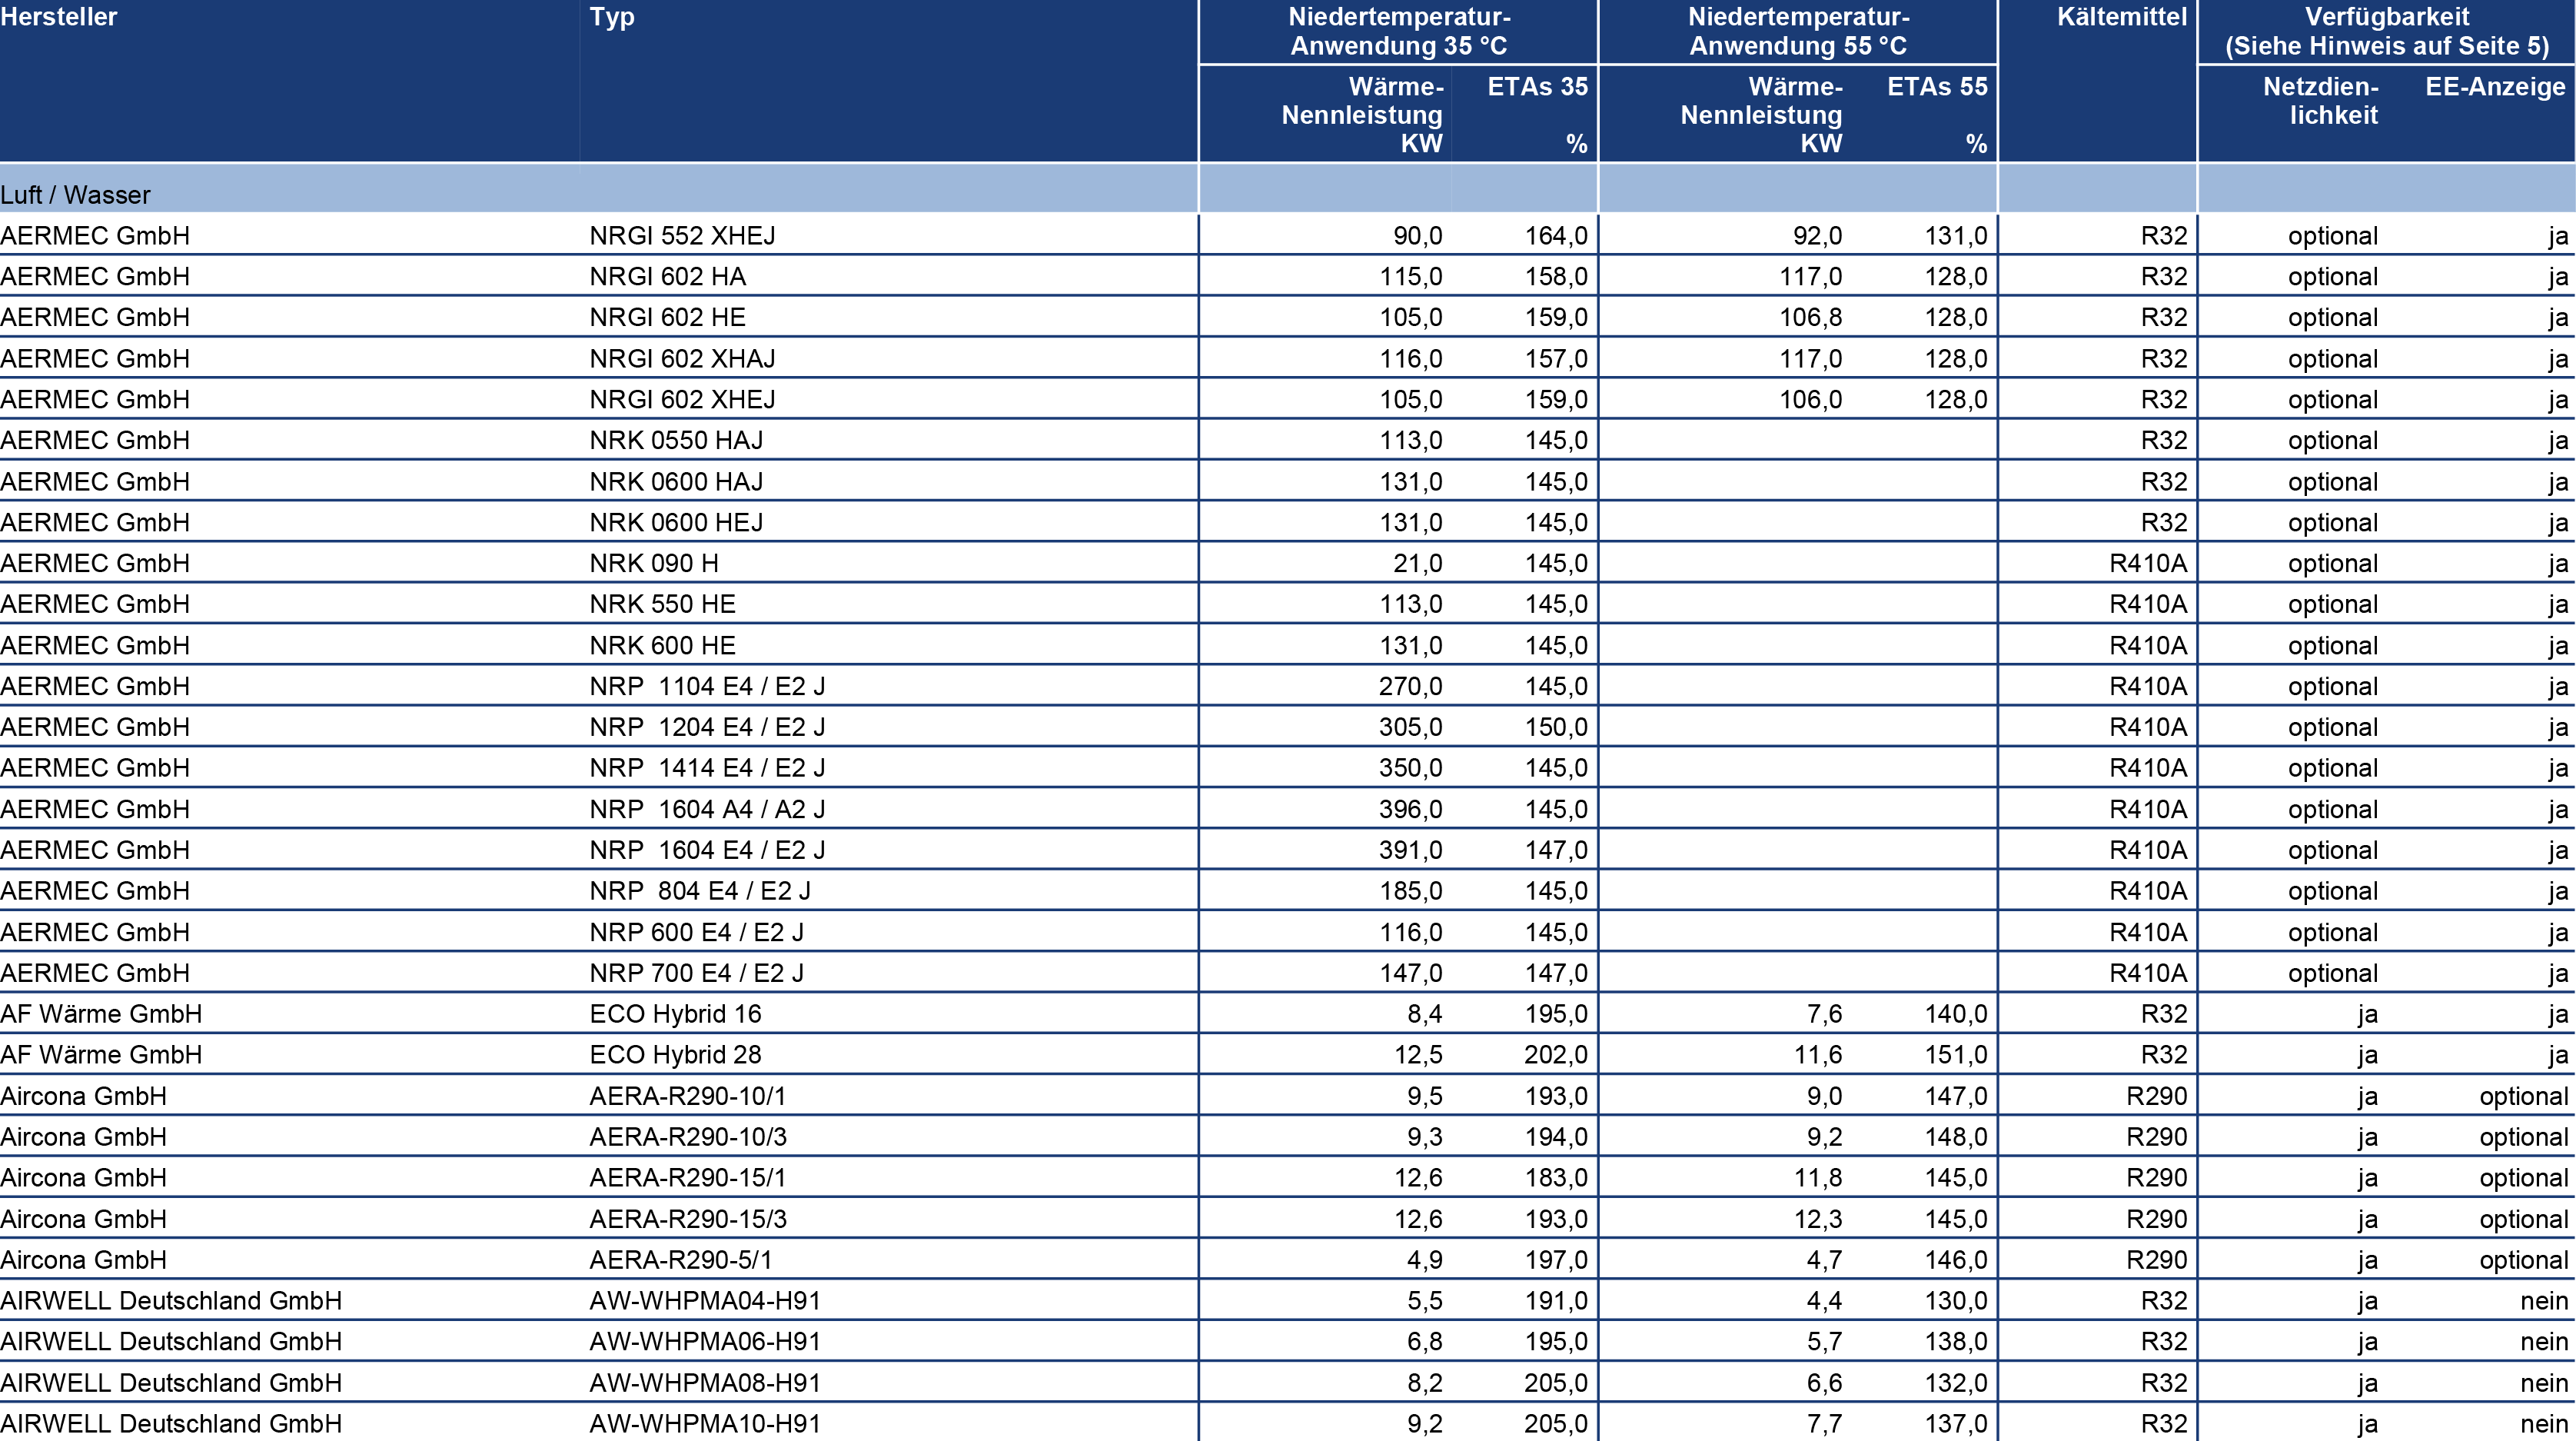 Hersteller Typ Niedertemperatur- Niedertemperatur- Kältemittel Verfügbarkeit
Anwendung 35 °C Anwendung 55 °C (Siehe Hinweis auf Seite 5)
Wärme- ETAs 35 Wärme- ETAs 55 Netzdien- EE-Anzeige
Nennleistung Nennleistung lichkeit
KW % KW %
Luft / Wasser
AERMEC GmbH NRGI 552 XHEJ 90,0 164,0 92,0 131,0 R32 optional ja
AERMEC GmbH NRGI 602 HA 115,0 158,0 117,0 128,0 R32 optional ja
AERMEC GmbH NRGI 602 HE 105,0 159,0 106,8 128,0 R32 optional ja
AERMEC GmbH NRGI 602 XHAJ 116,0 157,0 117,0 128,0 R32 optional ja
AERMEC GmbH NRGI 602 XHEJ 105,0 159,0 106,0 128,0 R32 optional ja
AERMEC GmbH NRK 0550 HAJ 113,0 145,0 R32 optional ja
AERMEC GmbH NRK 0600 HAJ 131,0 145,0 R32 optional ja
AERMEC GmbH NRK 0600 HEJ 131,0 145,0 R32 optional ja
AERMEC GmbH NRK 090 H 21,0 145,0 R410A optional ja
AERMEC GmbH NRK 550 HE 113,0 145,0 R410A optional ja
AERMEC GmbH NRK 600 HE 131,0 145,0 R410A optional ja
AERMEC GmbH NRP  1104 E4 / E2 J 270,0 145,0 R410A optional ja
AERMEC GmbH NRP  1204 E4 / E2 J 305,0 150,0 R410A optional ja
AERMEC GmbH NRP  1414 E4 / E2 J 350,0 145,0 R410A optional ja
AERMEC GmbH NRP  1604 A4 / A2 J 396,0 145,0 R410A optional ja
AERMEC GmbH NRP  1604 E4 / E2 J 391,0 147,0 R410A optional ja
AERMEC GmbH NRP  804 E4 / E2 J 185,0 145,0 R410A optional ja
AERMEC GmbH NRP 600 E4 / E2 J 116,0 145,0 R410A optional ja
AERMEC GmbH NRP 700 E4 / E2 J 147,0 147,0 R410A optional ja
AF Wärme GmbH ECO Hybrid 16 8,4 195,0 7,6 140,0 R32 ja ja
AF Wärme GmbH ECO Hybrid 28 12,5 202,0 11,6 151,0 R32 ja ja
Aircona GmbH AERA-R290-10/1 9,5 193,0 9,0 147,0 R290 ja optional
Aircona GmbH AERA-R290-10/3 9,3 194,0 9,2 148,0 R290 ja optional
Aircona GmbH AERA-R290-15/1 12,6 183,0 11,8 145,0 R290 ja optional
Aircona GmbH AERA-R290-15/3 12,6 193,0 12,3 145,0 R290 ja optional
Aircona GmbH AERA-R290-5/1 4,9 197,0 4,7 146,0 R290 ja optional
AIRWELL Deutschland GmbH AW-WHPMA04-H91 5,5 191,0 4,4 130,0 R32 ja nein
AIRWELL Deutschland GmbH AW-WHPMA06-H91 6,8 195,0 5,7 138,0 R32 ja nein
AIRWELL Deutschland GmbH AW-WHPMA08-H91 8,2 205,0 6,6 132,0 R32 ja nein
AIRWELL Deutschland GmbH AW-WHPMA10-H91 9,2 205,0 7,7 137,0 R32 ja nein